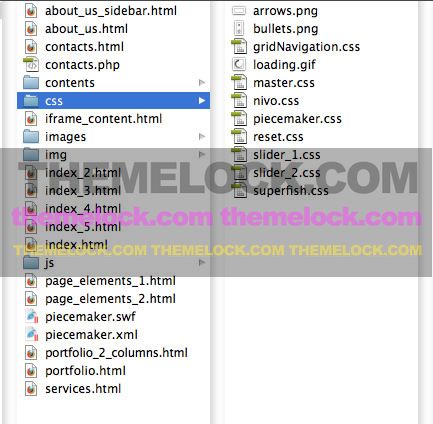 about_us_sidebar.html
about_us.html
contacts.html
contacts.php
contents
css
iframe_content.html
images
img
index_2.html
index_3.html
index_4.html
index_5.html
index.html
js
page_elements_1.html
page_elements_2.html
piecemaker.swf
piecemaker.xml
portfolio_2_columns.html
portfolio.html
services.html
arrows.png
bullets.png
gridNavigation.css
loading.gif
master.css
nivo.css
piecemaker.css
reset.css
slider_1.css
slider_2.css
superfish.css
THEMELOCK.COM
themelock.com themelock.com
THEMELOCK.COM THEMELOCK.COM THEMELOCK.COM